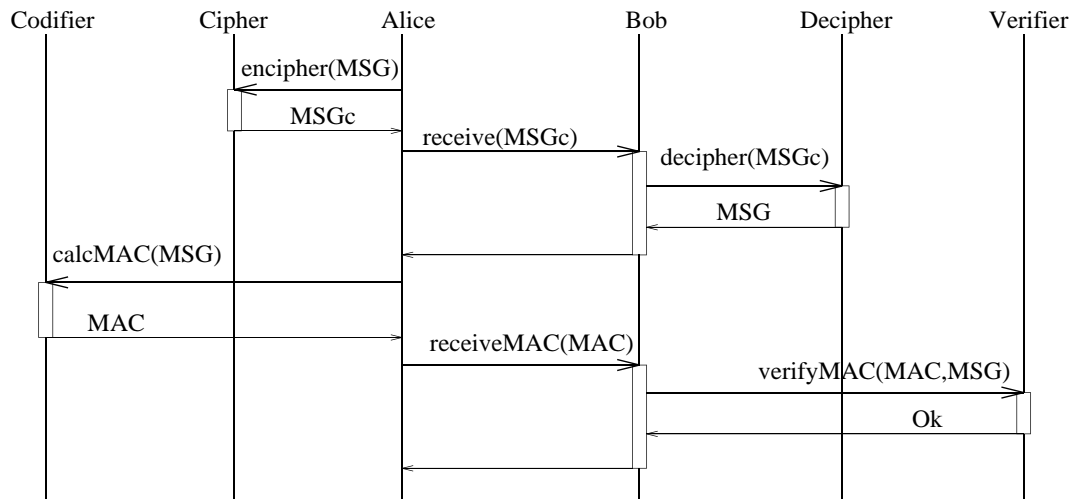 Codifier Cipher Alice Bob Decipher Verifier
encipher(MSG)
MSGc
receive(MSGc)
decipher(MSGc)
MSG
calcMAC(MSG)
MAC
receiveMAC(MAC)
verifyMAC(MAC,MSG)
Ok